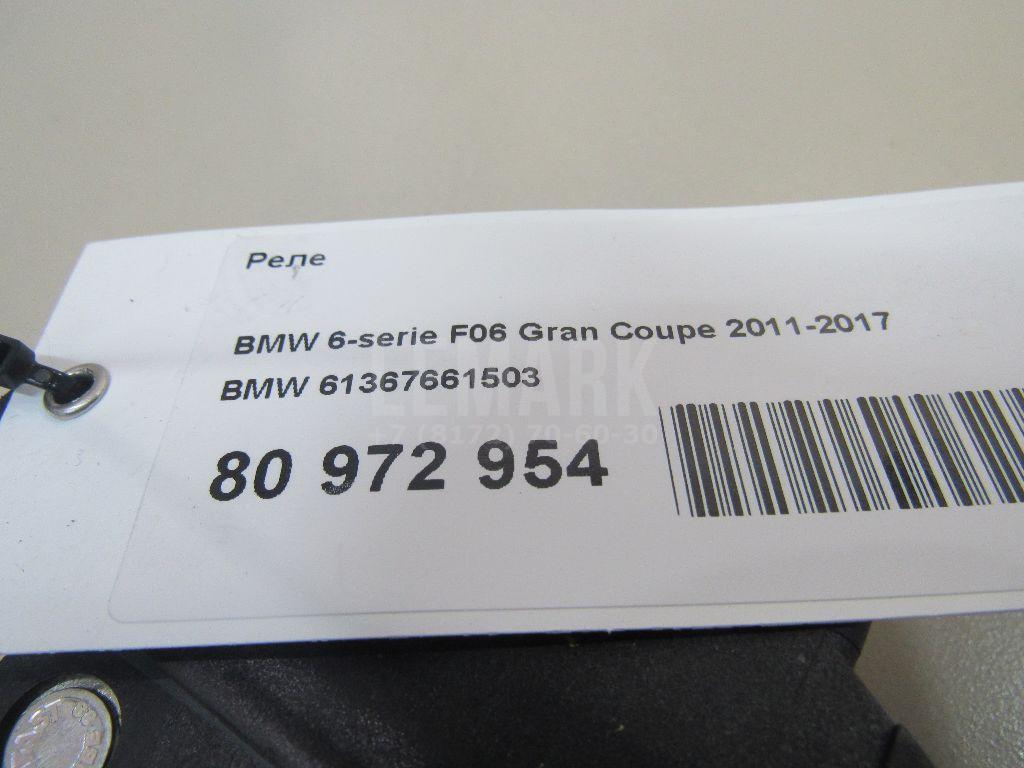 Реле
BMW 6-serie F06 Gran Coupe 2011-2017
BMW 61367661503
LEMARK
+7 (8172) 70-60-30
80 972 954